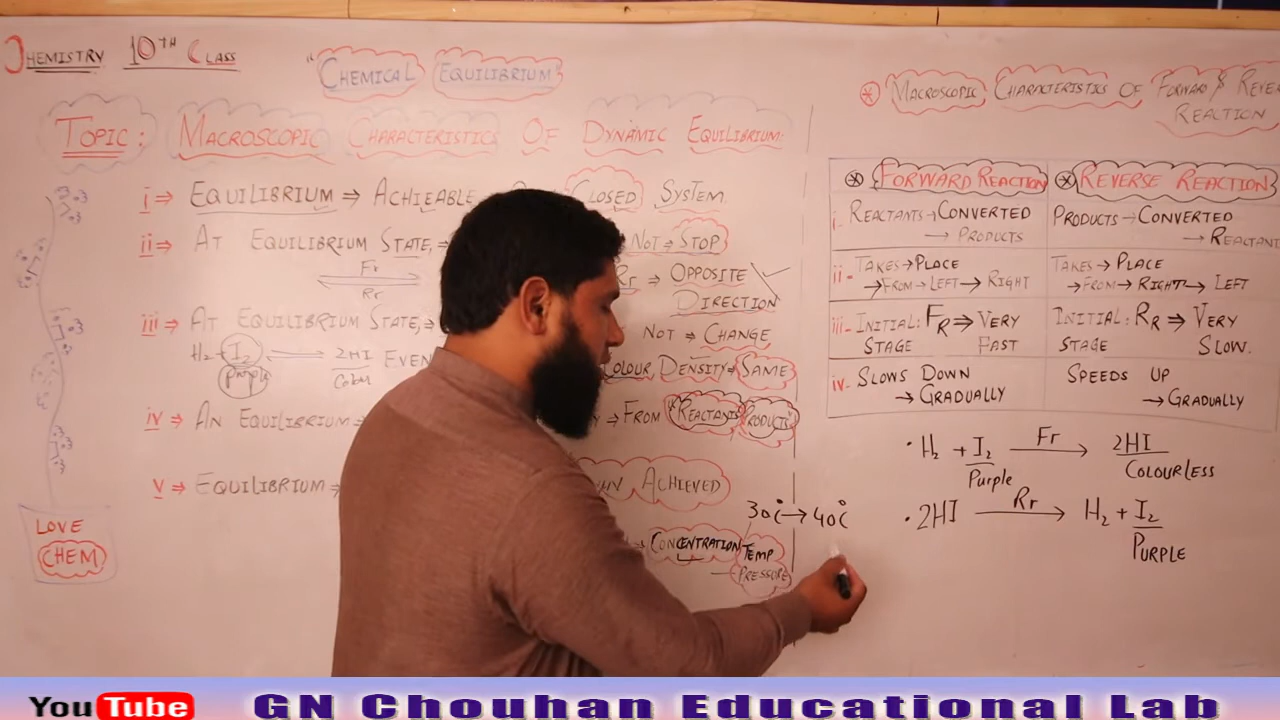 CHEMISTRY 10TH CLASS
"CHEMICAL EQUILIBRIUM"
TOPIC: MACROSCOPIC CHARACTERISTICS OF DYNAMIC EQUILIBRIUM:
i ⇒ EQUILIBRIUM ⇒ ACHIEABLE CLOSED SYSTEM
ii ⇒ AT EQUILIBRIUM STATE, ⇒ NOT → STOP
Fr
Rr
Rr ⇒ OPPOSITE
DIRECTION
iii ⇒ AT EQUILIBRIUM STATE, ⇒ NOT ⇒ CHANGE
H2 + I2 2HI EVEN COLOUR, DENSITY ⇒ SAME
Purple
iv ⇒ AN EQUILIBRIUM ⇒ → FROM "REACTANTS PRODUCTS"
v ⇒ EQUILIBRIUM ⇒ ACHIEVED
30°C → 40°C
CONCENTRATION TEMP
PRESSURE
LOVE
CHEM
MACROSCOPIC CHARACTERISTICS OF FORWARD &
REACTION
FORWARD REACTION REVERSE REACTION
i- REACTANTS → CONVERTED PRODUCTS → CONVERTED
→ PRODUCTS → REACTANT
ii- TAKES → PLACE TAKES → PLACE
→ FROM → LEFT → RIGHT → FROM → RIGHT → LEFT
iii- INITIAL: FR ⇒ VERY INITIAL: RR ⇒ VERY
STAGE FAST STAGE SLOW.
iv- SLOWS DOWN SPEEDS UP
→ GRADUALLY → GRADUALLY
• H2 + I2 Fr → 2HI
Purple COLOURLESS
• 2HI Rr → H2 + I2
PURPLE
YouTube GN Chouhan Educational Lab